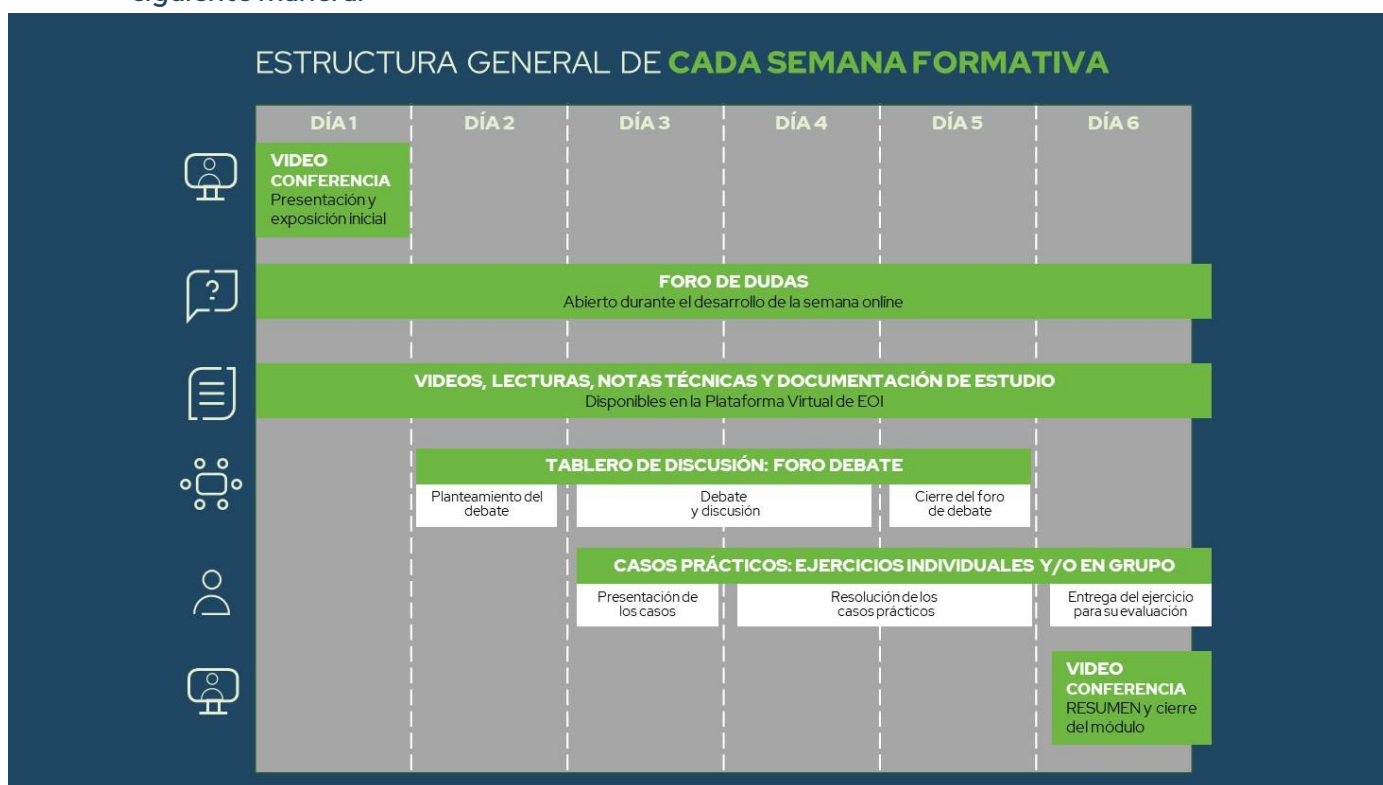 siguiente manera:
ESTRUCTURA GENERAL DE CADA SEMANA FORMATIVA
DÍA 1 DÍA 2 DÍA 3 DÍA 4 DÍA 5 DÍA 6
VIDEO
CONFERENCIA
Presentación y
exposición inicial
FORO DE DUDAS
Abierto durante el desarrollo de la semana online
VIDEOS, LECTURAS, NOTAS TÉCNICAS Y DOCUMENTACIÓN DE ESTUDIO
Disponibles en la Plataforma Virtual de EOI
TABLERO DE DISCUSIÓN: FORO DEBATE
Planteamiento del
debate
Debate
y discusión
Cierre del foro
de debate
CASOS PRÁCTICOS: EJERCICIOS INDIVIDUALES Y/O EN GRUPO
Presentación de
los casos
Resolución de los
casos prácticos
Entrega del ejercicio
para su evaluación
VIDEO
CONFERENCIA
RESUMEN y cierre
del módulo